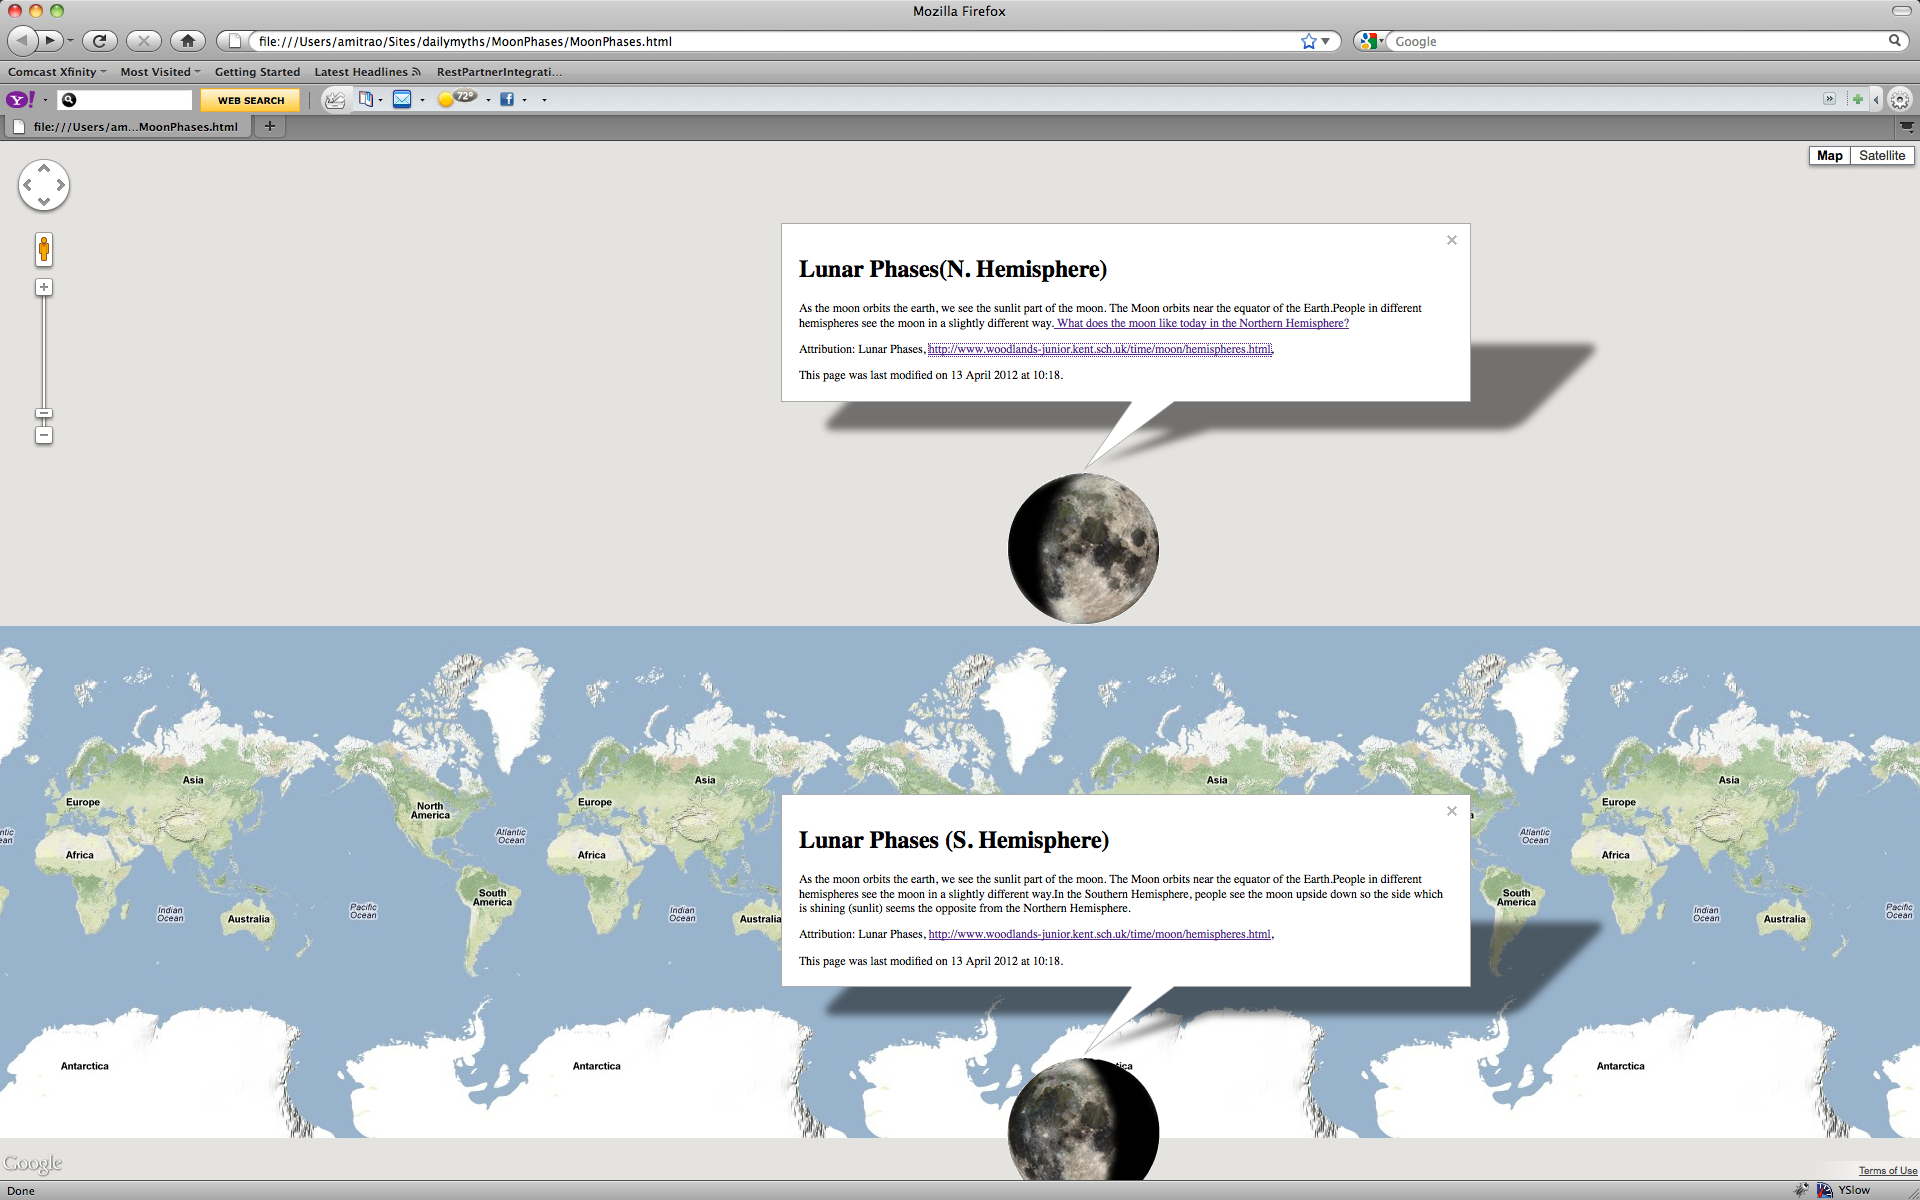 Mozilla Firefox
file:///Users/amitrao/Sites/dailymyths/MoonPhases/MoonPhases.html
Google
Comcast Xfinity Most Visited Getting Started Latest Headlines RestPartnerIntegrati...
Y! WEB SEARCH 72°
file:///Users/am...MoonPhases.html
Map Satellite
Lunar Phases(N. Hemisphere)
As the moon orbits the earth, we see the sunlit part of the moon. The Moon orbits near the equator of the Earth.People in different
hemispheres see the moon in a slightly different way. What does the moon like today in the Northern Hemisphere?
Attribution: Lunar Phases, http://www.woodlands-junior.kent.sch.uk/time/moon/hemispheres.html,
This page was last modified on 13 April 2012 at 10:18.
Asia Asia Asia Asia
Europe North America Europe Europe
ntic ean Atlantic Ocean a Atlantic Ocean
Africa Africa Africa
South America South America
Indian Ocean Australia Pacific Ocean Indian Ocean Australia Indian Ocean Australia Pacific Ocean
Lunar Phases (S. Hemisphere)
As the moon orbits the earth, we see the sunlit part of the moon. The Moon orbits near the equator of the Earth.People in different
hemispheres see the moon in a slightly different way.In the Southern Hemisphere, people see the moon upside down so the side which
is shining (sunlit) seems the opposite from the Northern Hemisphere.
Attribution: Lunar Phases, http://www.woodlands-junior.kent.sch.uk/time/moon/hemispheres.html,
This page was last modified on 13 April 2012 at 10:18.
Antarctica Antarctica ica Antarctica
Google
Terms of Use
Done YSlow